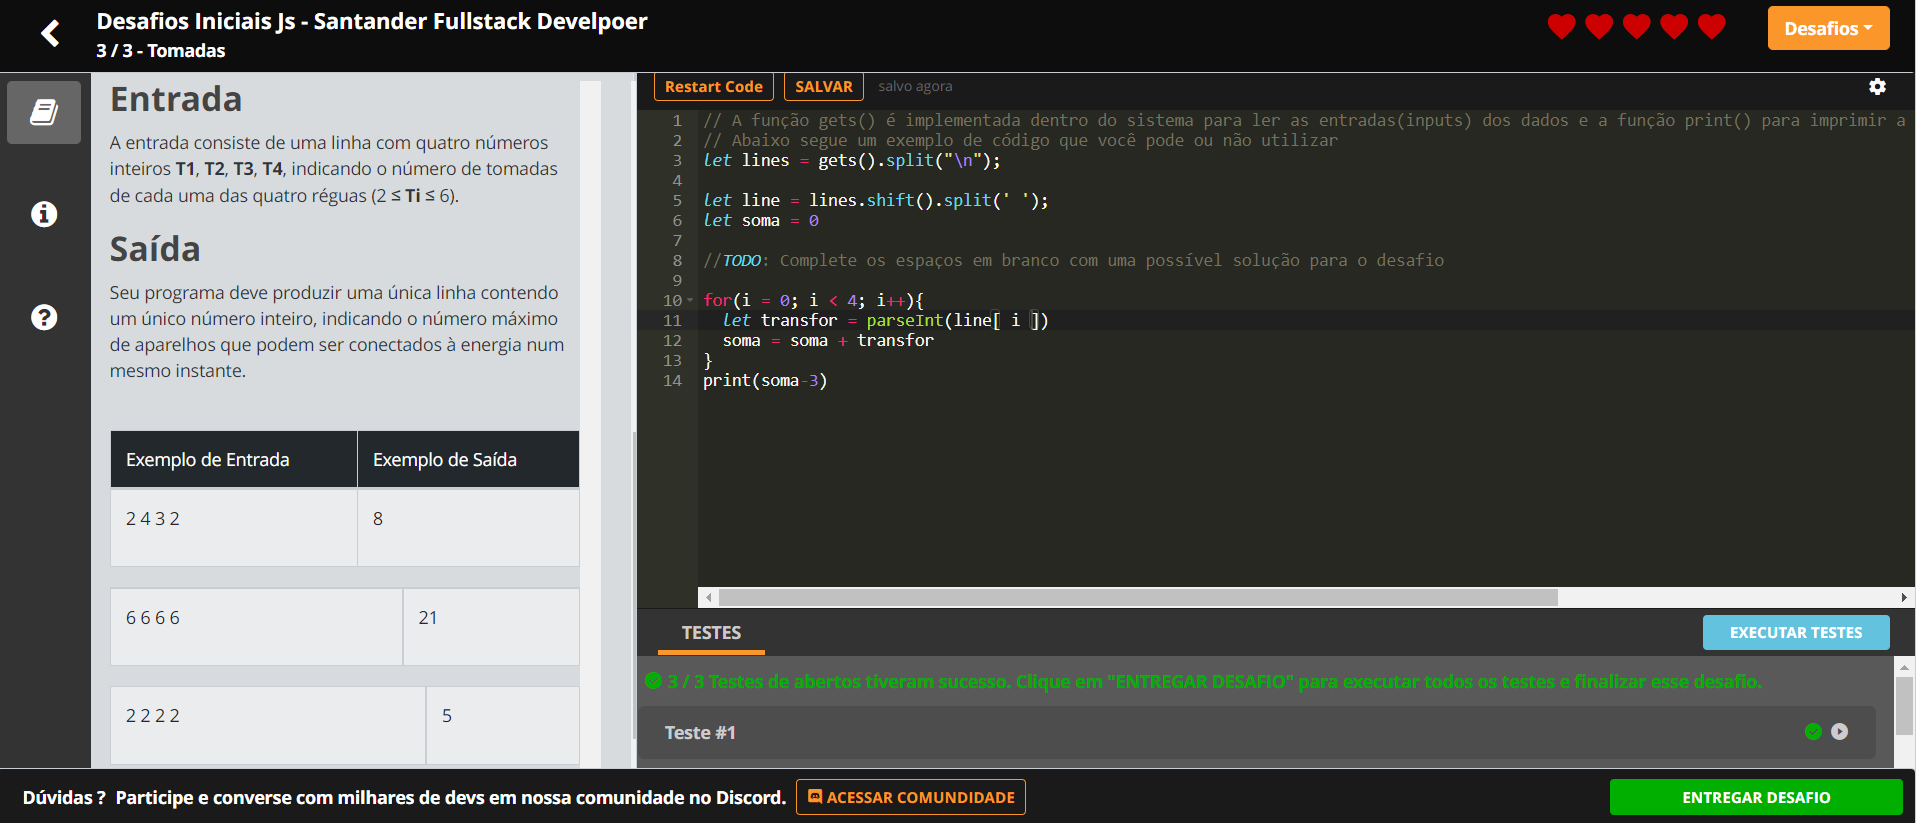 Desafios Iniciais Js - Santander Fullstack Develpoer
3 / 3 - Tomadas
Desafios
Entrada
A entrada consiste de uma linha com quatro números
inteiros T1, T2, T3, T4, indicando o número de tomadas
de cada uma das quatro réguas (2 ≤ Ti ≤ 6).
Saída
Seu programa deve produzir uma única linha contendo
um único número inteiro, indicando o número máximo
de aparelhos que podem ser conectados à energia num
mesmo instante.
Exemplo de Entrada Exemplo de Saída
2 4 3 2 8
6 6 6 6 21
2 2 2 2 5
Restart Code SALVAR salvo agora
1 // A função gets() é implementada dentro do sistema para ler as entradas(inputs) dos dados e a função print() para imprimir a
2 // Abaixo segue um exemplo de código que você pode ou não utilizar
3 let lines = gets().split("\n");
4
5 let line = lines.shift().split(' ');
6 let soma = 0
7
8 //TODO: Complete os espaços em branco com uma possível solução para o desafio
9
10 for(i = 0; i < 4; i++){
11 let transfor = parseInt(line[ i ])
12 soma = soma + transfor
13 }
14 print(soma-3)
TESTES
EXECUTAR TESTES
3 / 3 Testes de abertos tiveram sucesso. Clique em "ENTREGAR DESAFIO" para executar todos os testes e finalizar esse desafio.
Teste #1
Dúvidas ? Participe e converse com milhares de devs em nossa comunidade no Discord. ACESSAR COMUNDIDADE
ENTREGAR DESAFIO